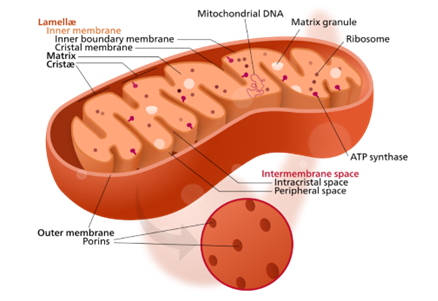 Mitochondrial DNA
Lamellæ
Inner membrane
Inner boundary membrane
Cristal membrane
Matrix
Cristæ
Matrix granule
Ribosome
ATP synthase
Intermembrane space
Intracristal space
Peripheral space
Outer membrane
Porins